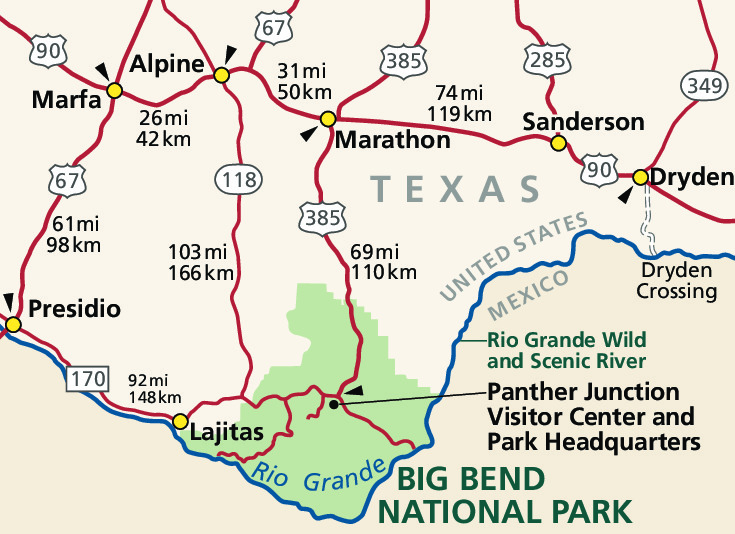 67
90
385
285
349
Alpine
Marfa
31 mi
50 km
74 mi
119 km
26 mi
42 km
Sanderson
Marathon
90
Dryden
67
118
TEXAS
385
61 mi
98 km
103 mi
166 km
69 mi
110 km
UNITED STATES
MEXICO
Dryden
Crossing
Presidio
Rio Grande Wild
and Scenic River
170
92 mi
148 km
Panther Junction
Visitor Center and
Park Headquarters
Lajitas
Rio Grande
BIG BEND
NATIONAL PARK